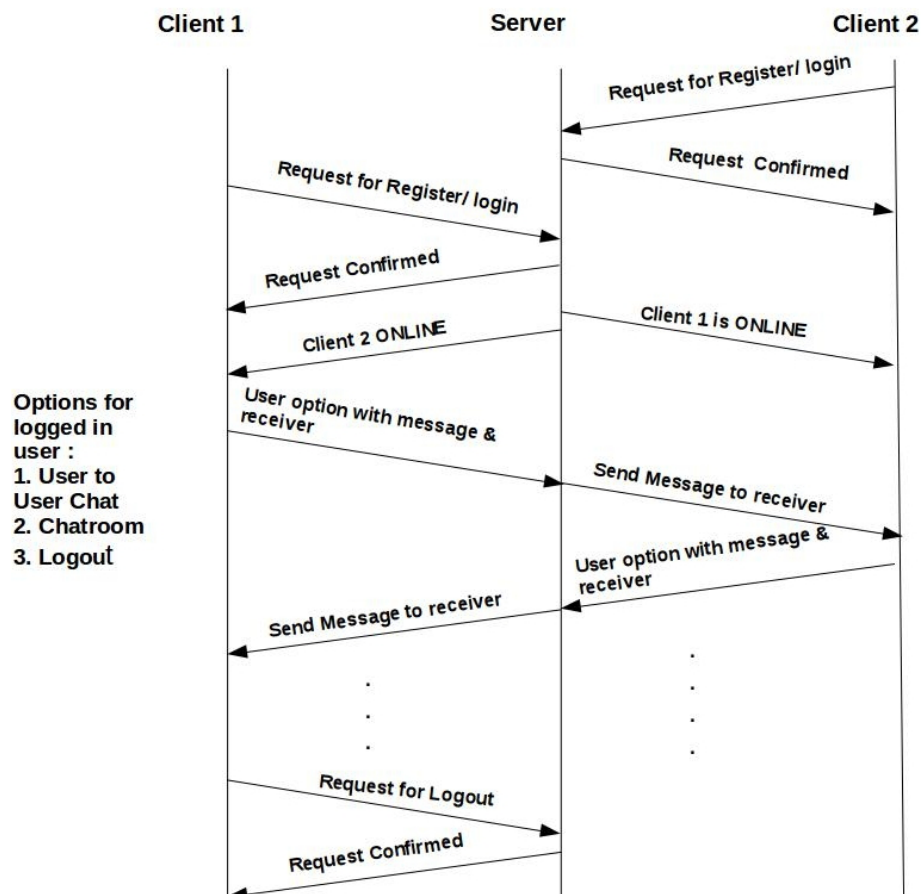 Client 1
Server
Client 2
Request for Register/ login
Request Confirmed
Request for Register/ login
Request Confirmed
Client 1 is ONLINE
Client 2 ONLINE
User option with message &
receiver
Options for
logged in
user :
1. User to
User Chat
2. Chatroom
3. Logout
Send Message to receiver
User option with message &
receiver
Send Message to receiver
Request for Logout
Request Confirmed